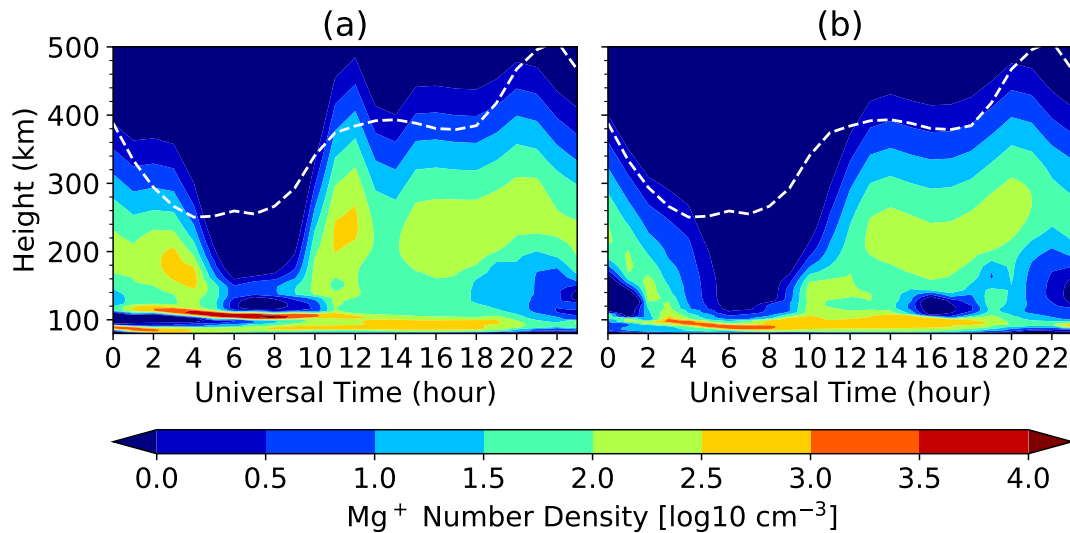 (a) (b)
500
400
300
200
100
Height (km)
0 2 4 6 8 10 12 14 16 18 20 22 0 2 4 6 8 10 12 14 16 18 20 22
Universal Time (hour) Universal Time (hour)
0.0 0.5 1.0 1.5 2.0 2.5 3.0 3.5 4.0
Mg⁺ Number Density [log10 cm⁻³]